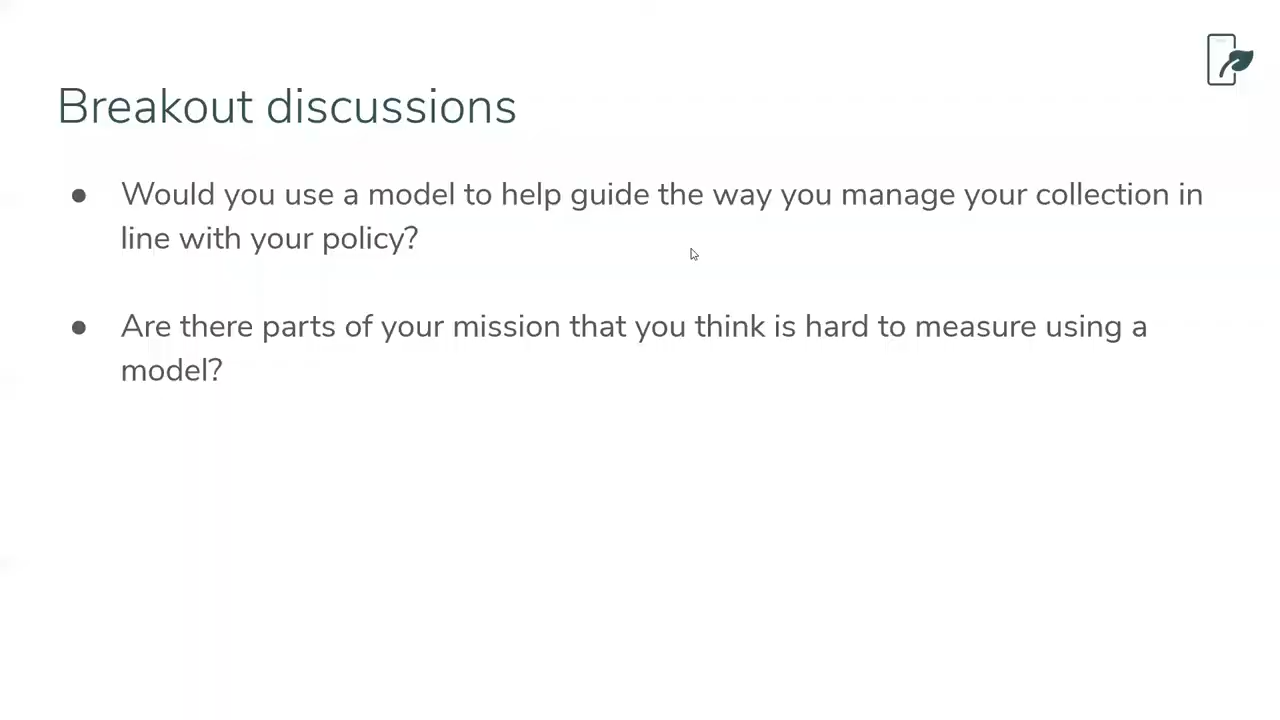 Breakout discussions
● Would you use a model to help guide the way you manage your collection in
line with your policy?
● Are there parts of your mission that you think is hard to measure using a
model?